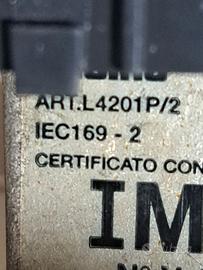 ART.L4201P/2
IEC169 - 2
CERTIFICATO CON
IM